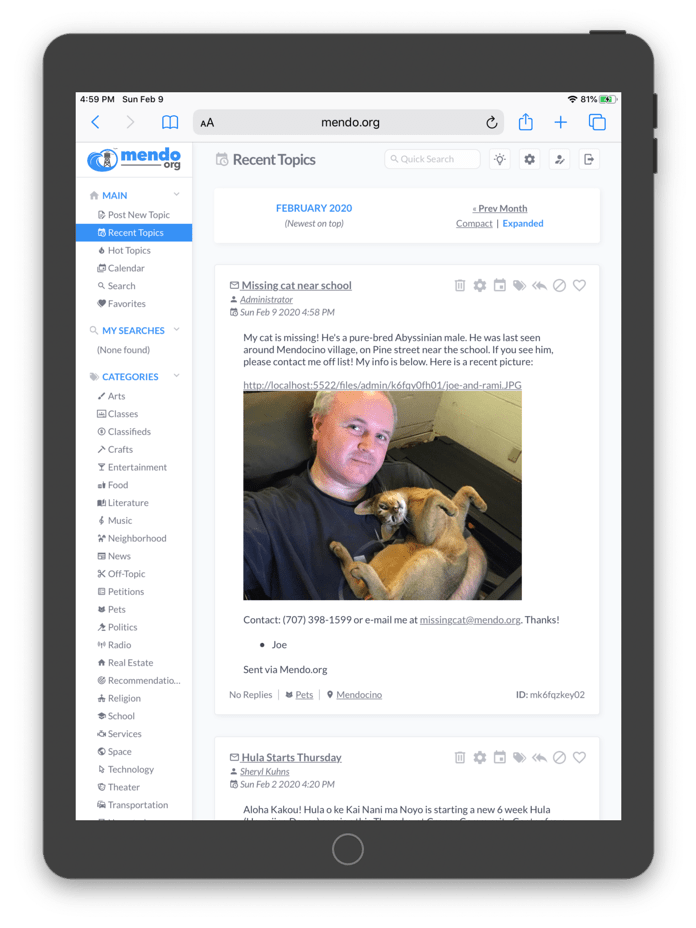 4:59 PM Sun Feb 9
81%
AA
mendo.org
mendo
org
Recent Topics
Quick Search
MAIN
Post New Topic
Recent Topics
Hot Topics
Calendar
Search
Favorites
MY SEARCHES
(None found)
CATEGORIES
Arts
Classes
Classifieds
Crafts
Entertainment
Food
Literature
Music
Neighborhood
News
Off-Topic
Petitions
Pets
Politics
Radio
Real Estate
Recommendatio...
Religion
School
Services
Space
Technology
Theater
Transportation
FEBRUARY 2020
(Newest on top)
« Prev Month
Compact | Expanded
Missing cat near school
Administrator
Sun Feb 9 2020 4:58 PM
My cat is missing! He's a pure-bred Abyssinian male. He was last seen
around Mendocino village, on Pine street near the school. If you see him,
please contact me off list! My info is below. Here is a recent picture:
http://localhost:5522/files/admin/k6fqv0fh01/joe-and-rami.JPG
Contact: (707) 398-1599 or e-mail me at missingcat@mendo.org. Thanks!
• Joe
Sent via Mendo.org
No Replies | Pets | Mendocino
ID: mk6fqzkey02
Hula Starts Thursday
Sheryl Kuhns
Sun Feb 2 2020 4:20 PM
Aloha Kakou! Hula o ke Kai Nani ma Noyo is starting a new 6 week Hula